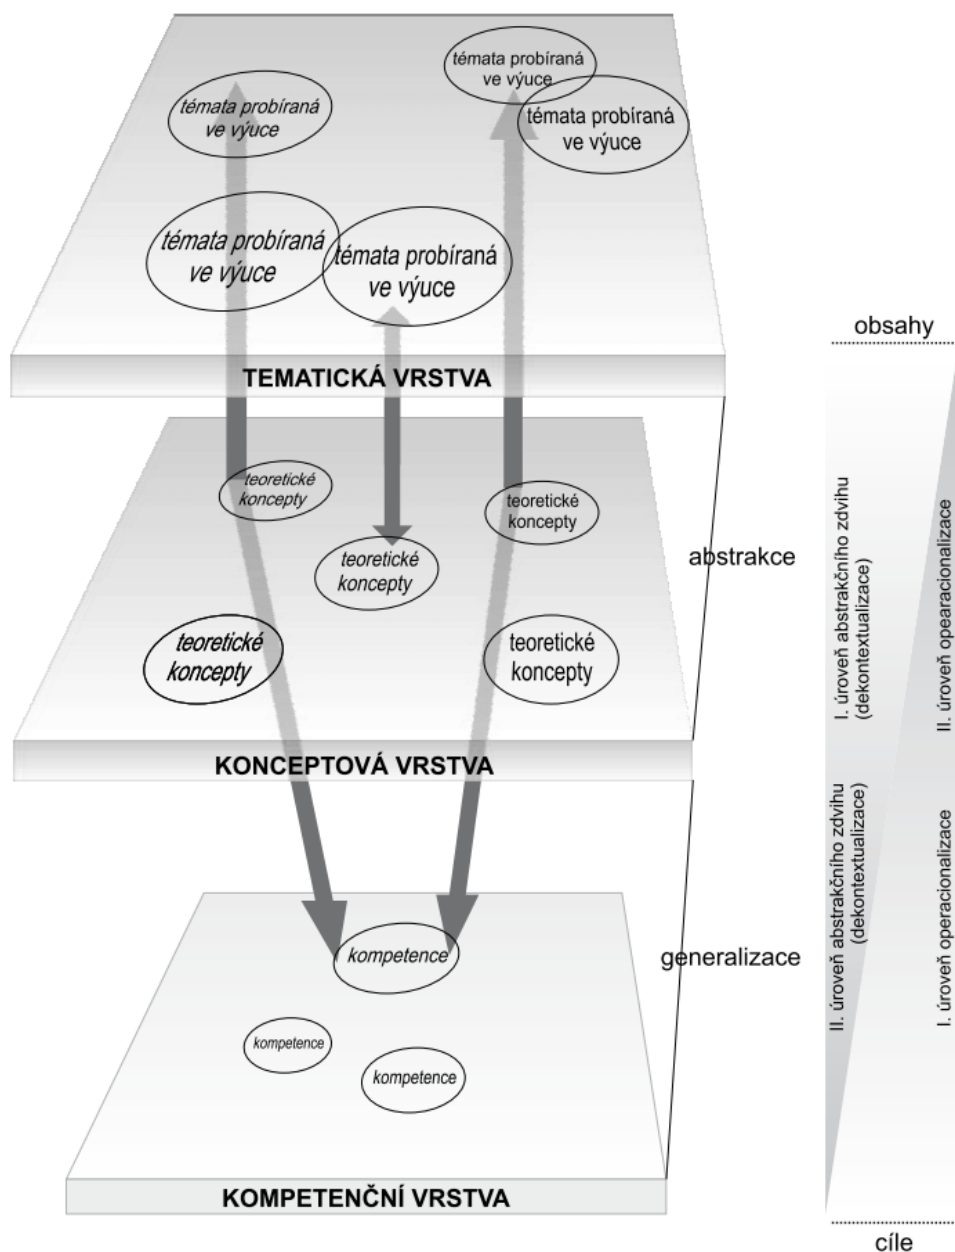 témata probíraná
ve výuce
témata probíraná
ve výuce
témata probíraná
ve výuce
témata probíraná
ve výuce
témata probíraná
ve výuce
TEMATICKÁ VRSTVA
teoretické
koncepty
teoretické
koncepty
teoretické
koncepty
teoretické
koncepty
teoretické
koncepty
KONCEPTOVÁ VRSTVA
abstrakce
kompetence
kompetence
kompetence
KOMPETENČNÍ VRSTVA
generalizace
obsahy
I. úroveň abstrakčního zdvihu
(dekontextualizace)
II. úroveň opearacionalizace
II. úroveň abstrakčního zdvihu
(dekontextualizace)
I. úroveň operacionalizace
cíle